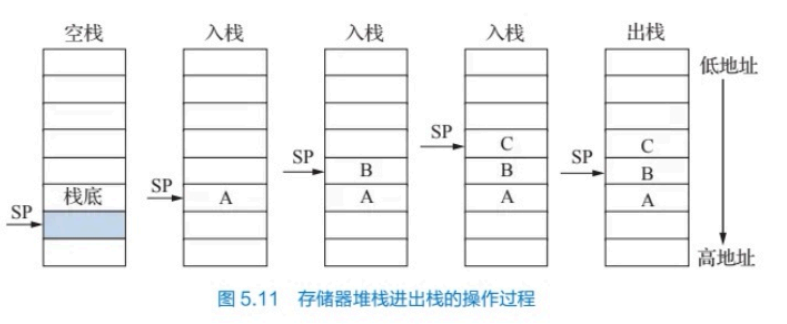 空栈 入栈 入栈 入栈 出栈
低地址
SP C C
SP B B SP B
栈底 SP A A A A
SP
高地址
图 5.11 存储器堆栈进出栈的操作过程